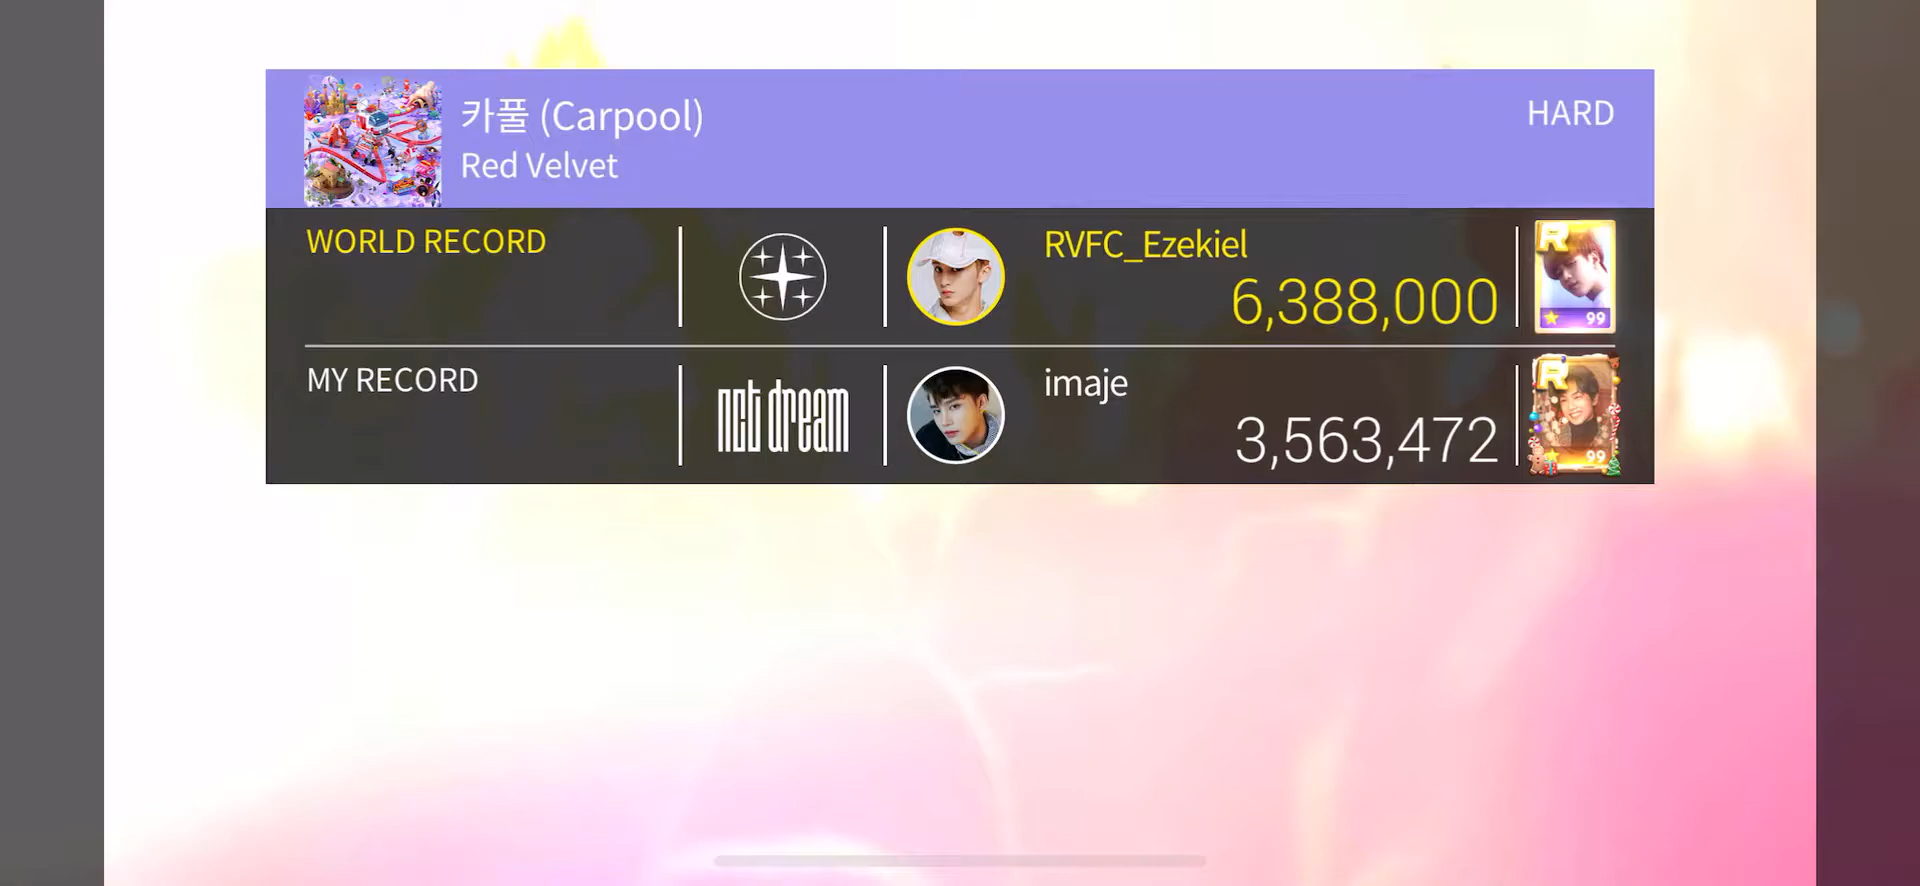 카풀 (Carpool)
HARD
Red Velvet
WORLD RECORD
RVFC_Ezekiel
6,388,000
R
99
MY RECORD
nct dream
imaje
3,563,472
R
99